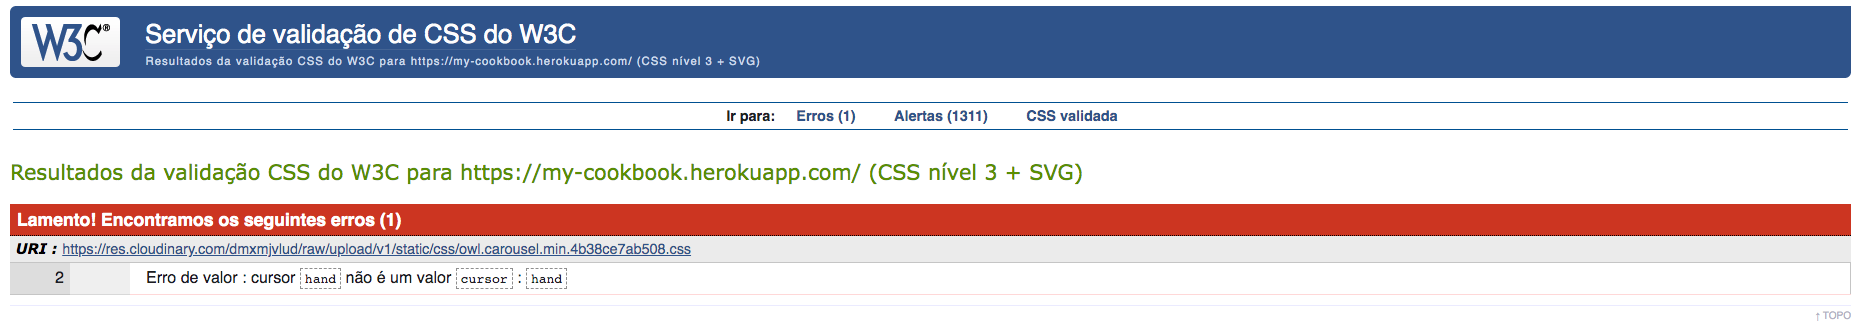 W3C®
Serviço de validação de CSS do W3C
Resultados da validação CSS do W3C para https://my-cookbook.herokuapp.com/ (CSS nível 3 + SVG)
Ir para: Erros (1) Alertas (1311) CSS validada
Resultados da validação CSS do W3C para https://my-cookbook.herokuapp.com/ (CSS nível 3 + SVG)
Lamento! Encontramos os seguintes erros (1)
URI : https://res.cloudinary.com/dmxmjvlud/raw/upload/v1/static/css/owl.carousel.min.4b38ce7ab508.css
2 Erro de valor : cursor hand não é um valor cursor : hand
↑ TOPO